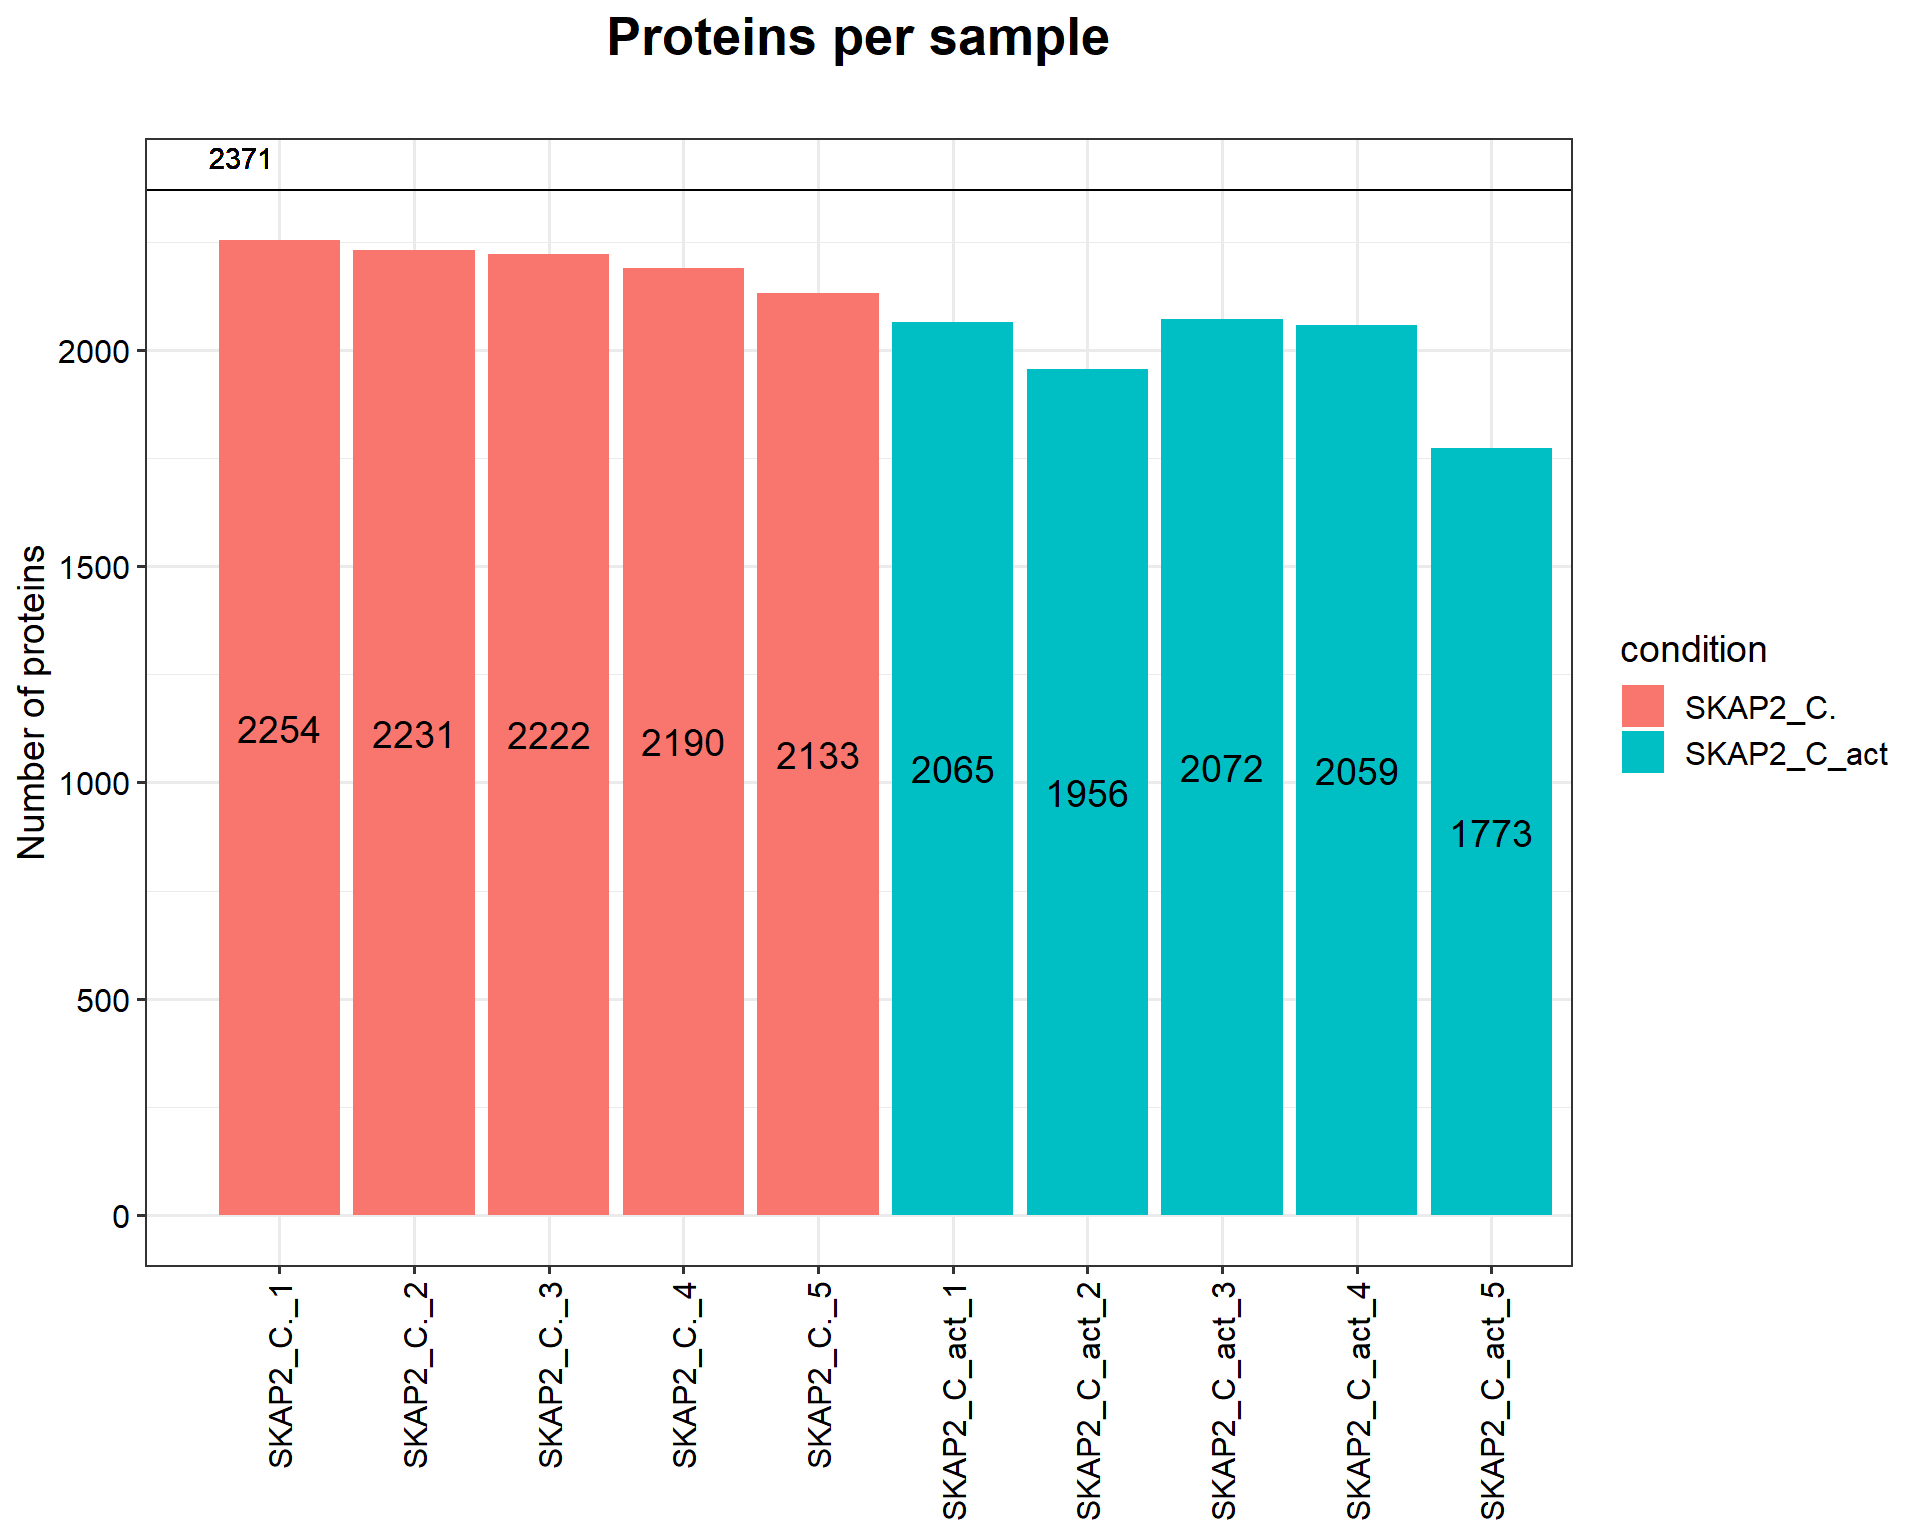 Proteins per sample
2371
Number of proteins
2000
1500
1000
500
0
2254
2231
2222
2190
2133
2065
1956
2072
2059
1773
SKAP2_C._1
SKAP2_C._2
SKAP2_C._3
SKAP2_C._4
SKAP2_C._5
SKAP2_C_act_1
SKAP2_C_act_2
SKAP2_C_act_3
SKAP2_C_act_4
SKAP2_C_act_5
condition
SKAP2_C.
SKAP2_C_act